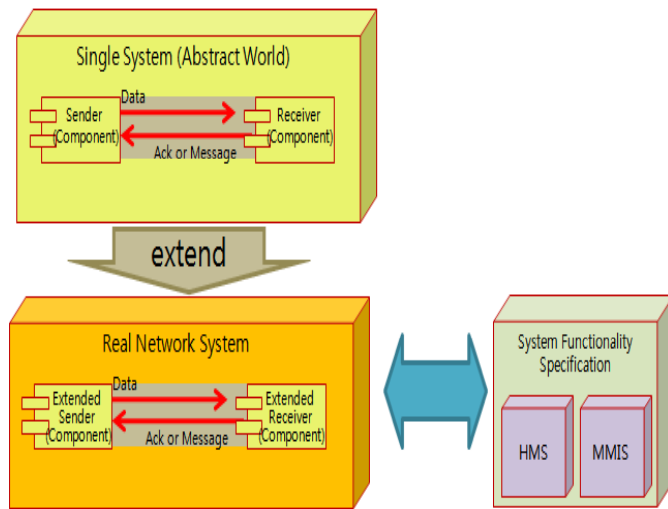 Single System (Abstract World)
Data
Sender
(Component)
Receiver
(Component)
Ack or Message
extend
Real Network System
Data
Extended
Sender
(Component)
Extended
Receiver
(Component)
Ack or Message
System Functionality
Specification
HMS
MMIS